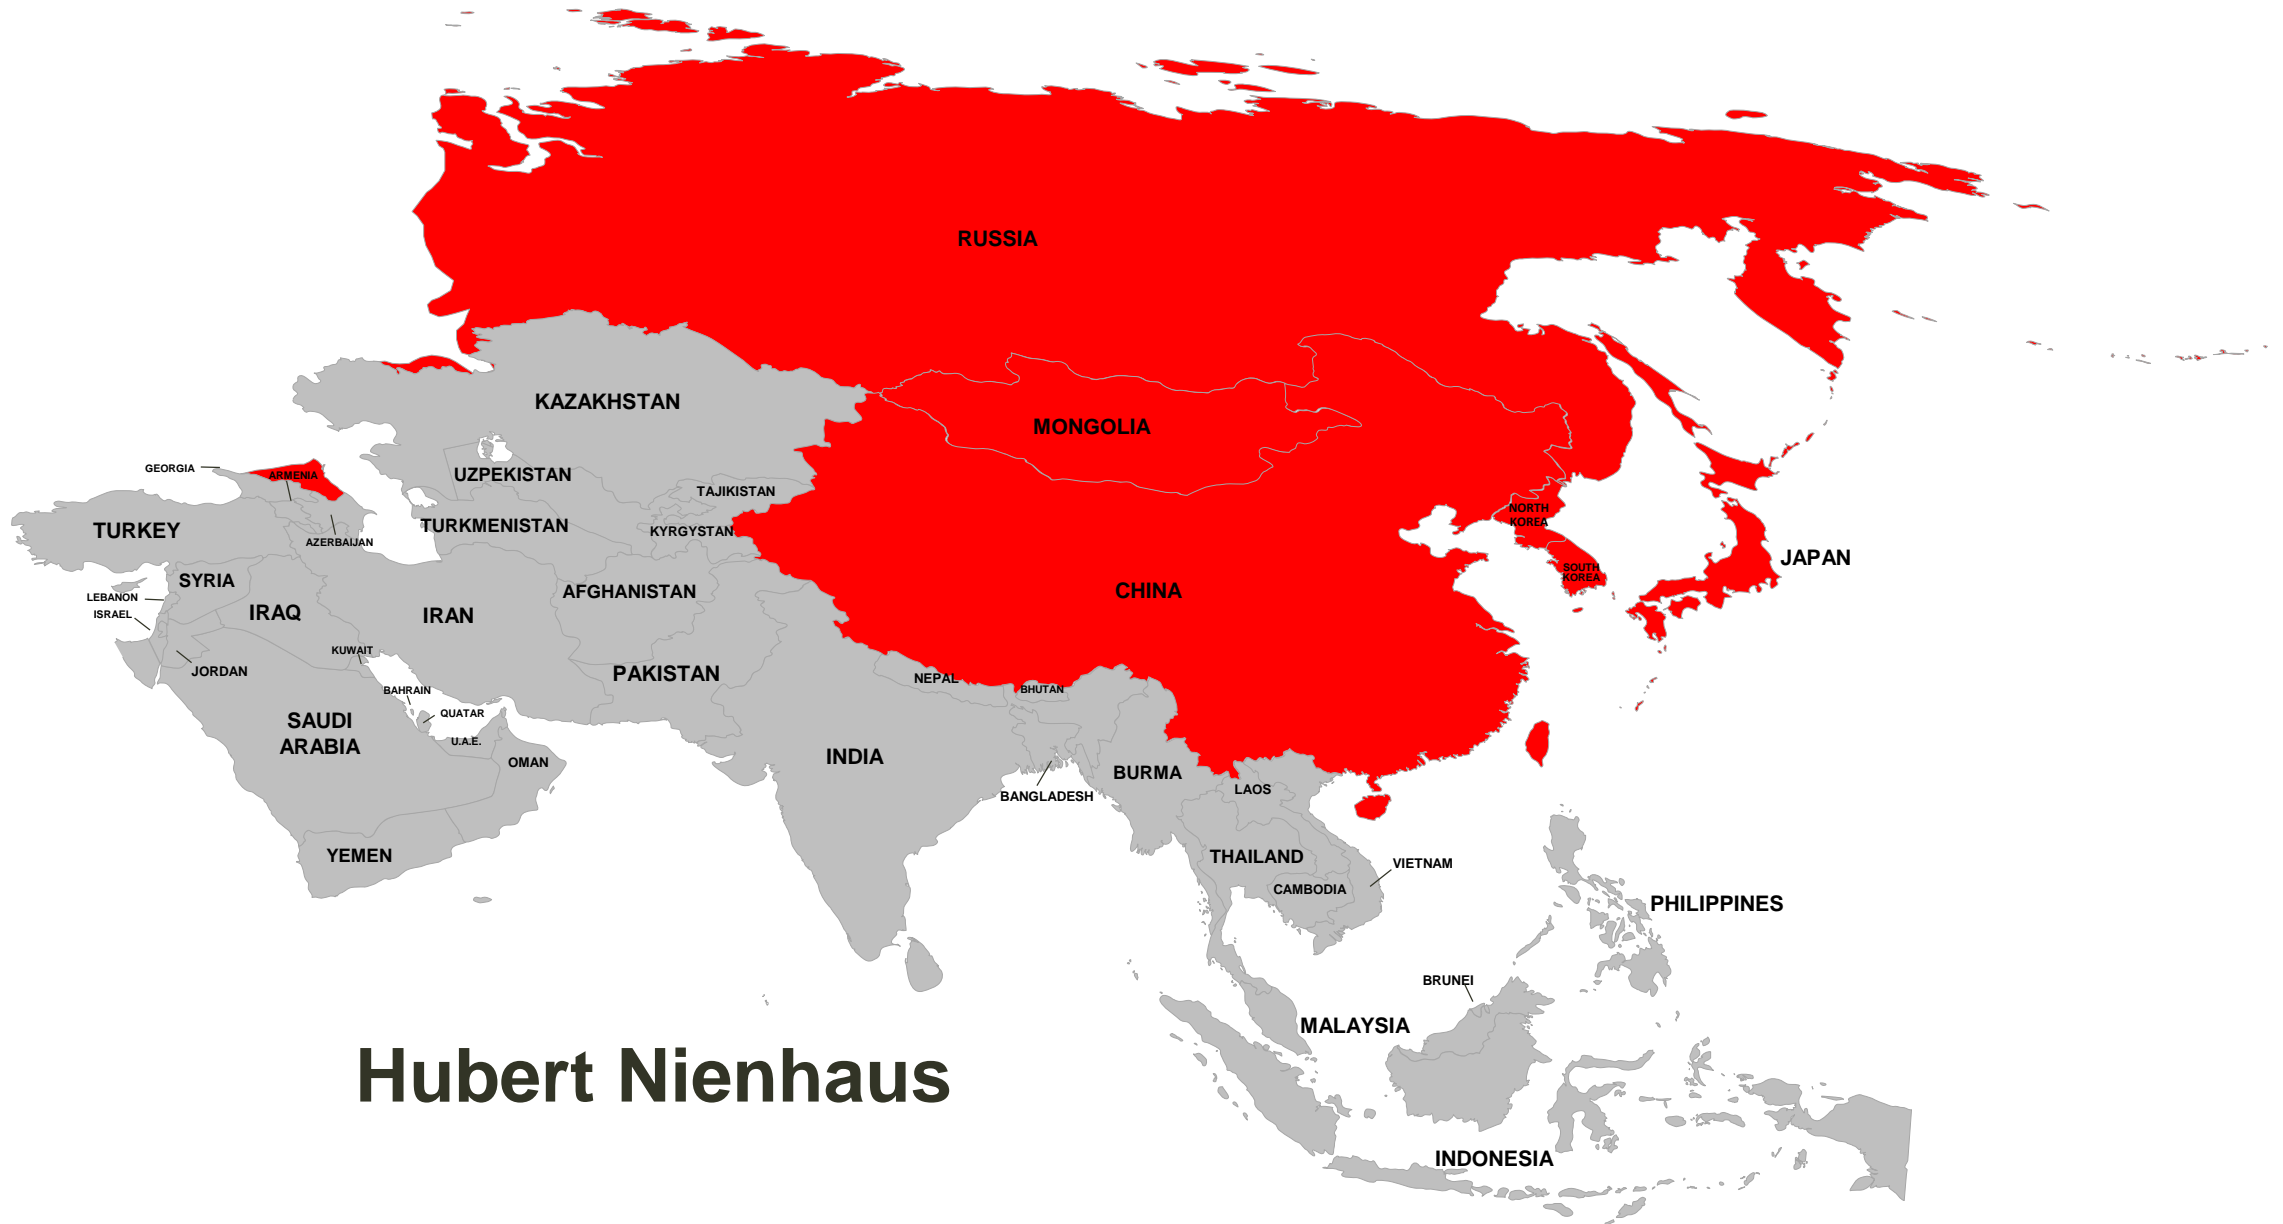 RUSSIA
KAZAKHSTAN
MONGOLIA
GEORGIA
ARMENIA
UZPEKISTAN
TAJIKISTAN
NORTH
KOREA
TURKEY
TURKMENISTAN
KYRGYSTAN
AZERBAIJAN
JAPAN
SOUTH
KOREA
SYRIA
AFGHANISTAN
CHINA
LEBANON
ISRAEL
IRAQ
IRAN
KUWAIT
JORDAN
PAKISTAN
NEPAL
BHUTAN
BAHRAIN
QUATAR
SAUDI
ARABIA
U.A.E.
OMAN
INDIA
BURMA
LAOS
BANGLADESH
YEMEN
THAILAND
VIETNAM
CAMBODIA
PHILIPPINES
BRUNEI
MALAYSIA
Hubert Nienhaus
INDONESIA